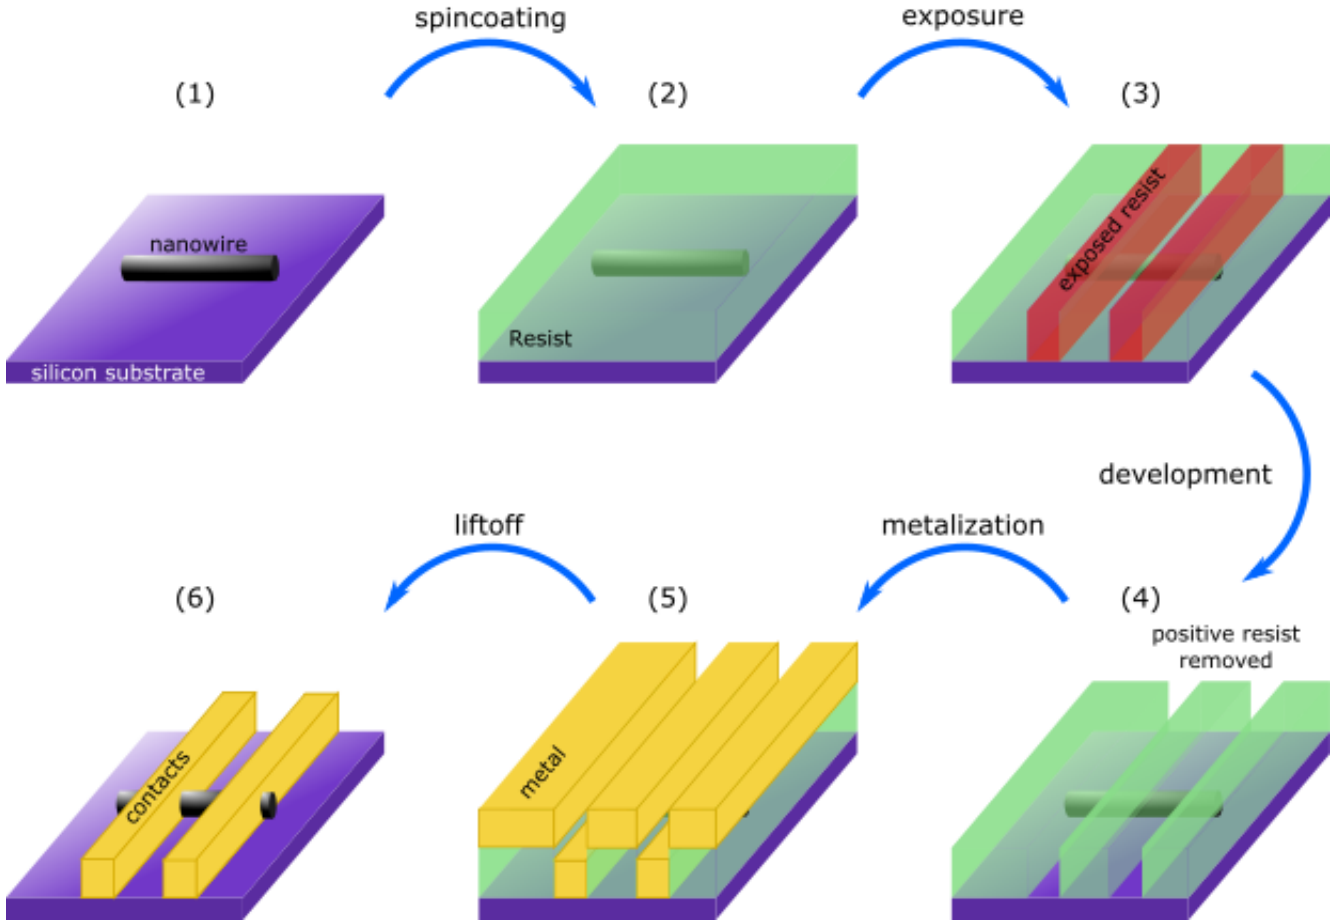 spincoating
exposure
(1)
(2)
(3)
nanowire
exposed resist
Resist
silicon substrate
development
liftoff
metalization
(6)
(5)
(4)
positive resist
removed
contacts
metal